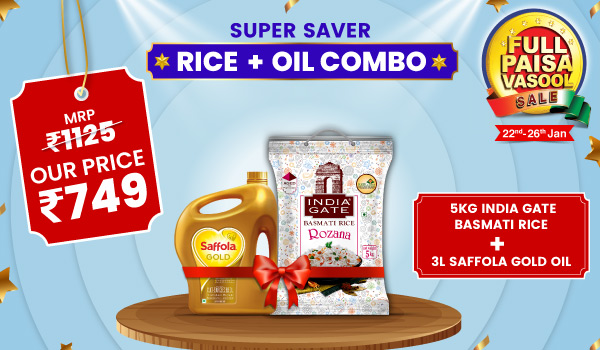 SUPER SAVER
RICE + OIL COMBO
FULL
PAISA
VASOOL
SALE
22nd-26th Jan
MRP
₹1125
OUR PRICE
₹749
Saffola
GOLD
INDIA
GATE
BASMATI RICE
Rozana
5kg
5KG INDIA GATE
BASMATI RICE
+
3L SAFFOLA GOLD OIL